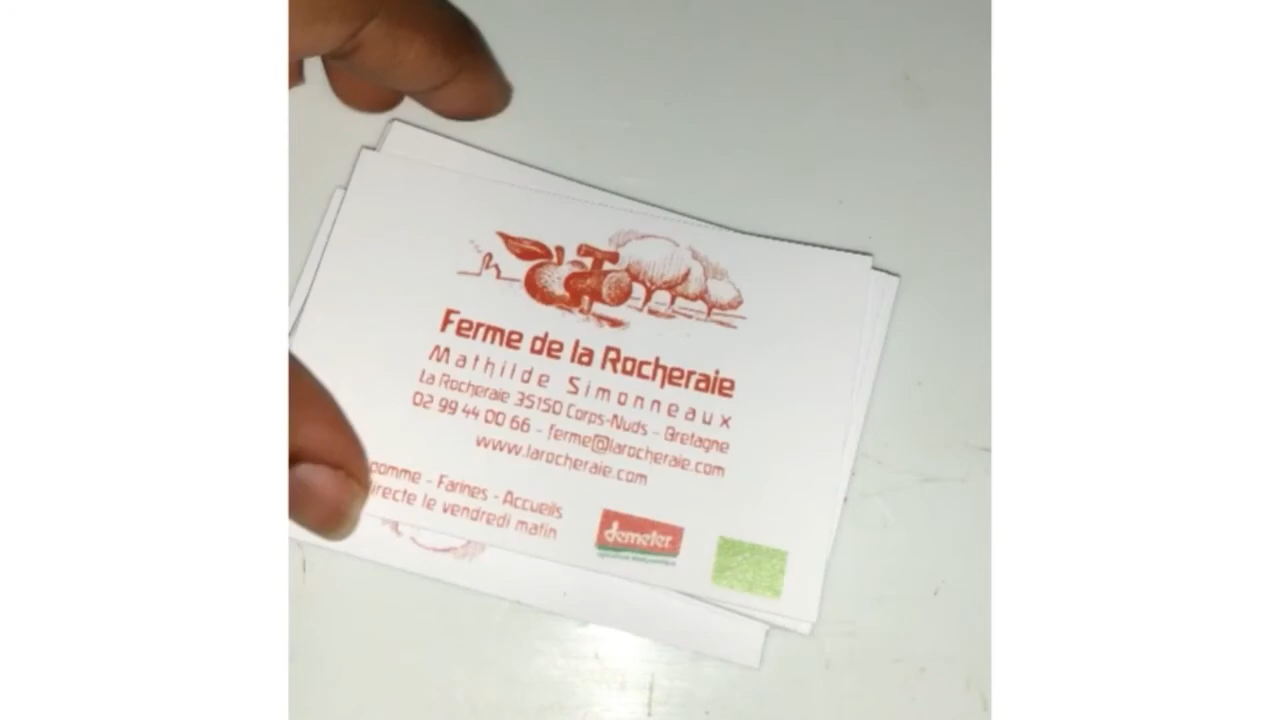 Ferme de la Rocheraie
Mathilde Simonneaux
La Rocheraie 35150 Corps-Nuds - Bretagne
02 99 44 00 66 - ferme@larocheraie.com
www.larocheraie.com
pomme - Farines - Accueils
le vendredi matin
demeter